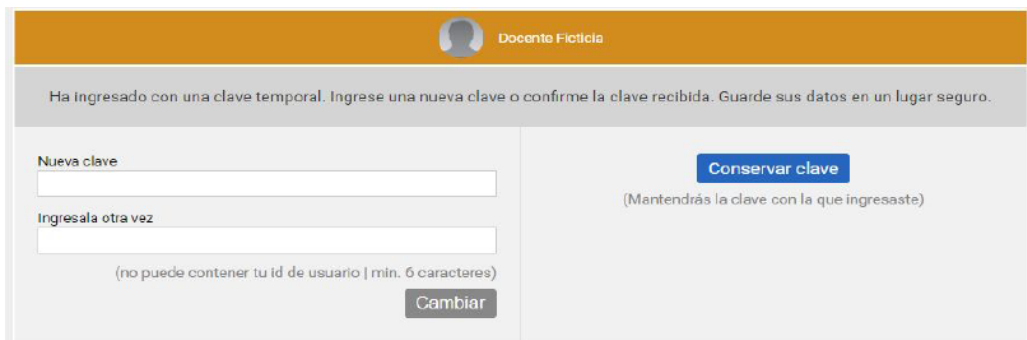 Docente Ficticia
Ha ingresado con una clave temporal. Ingrese una nueva clave o confirme la clave recibida. Guarde sus datos en un lugar seguro.
Nueva clave
Ingresala otra vez
(no puede contener tu id de usuario | min. 6 caracteres)
Cambiar
Conservar clave
(Mantendrás la clave con la que ingresaste)